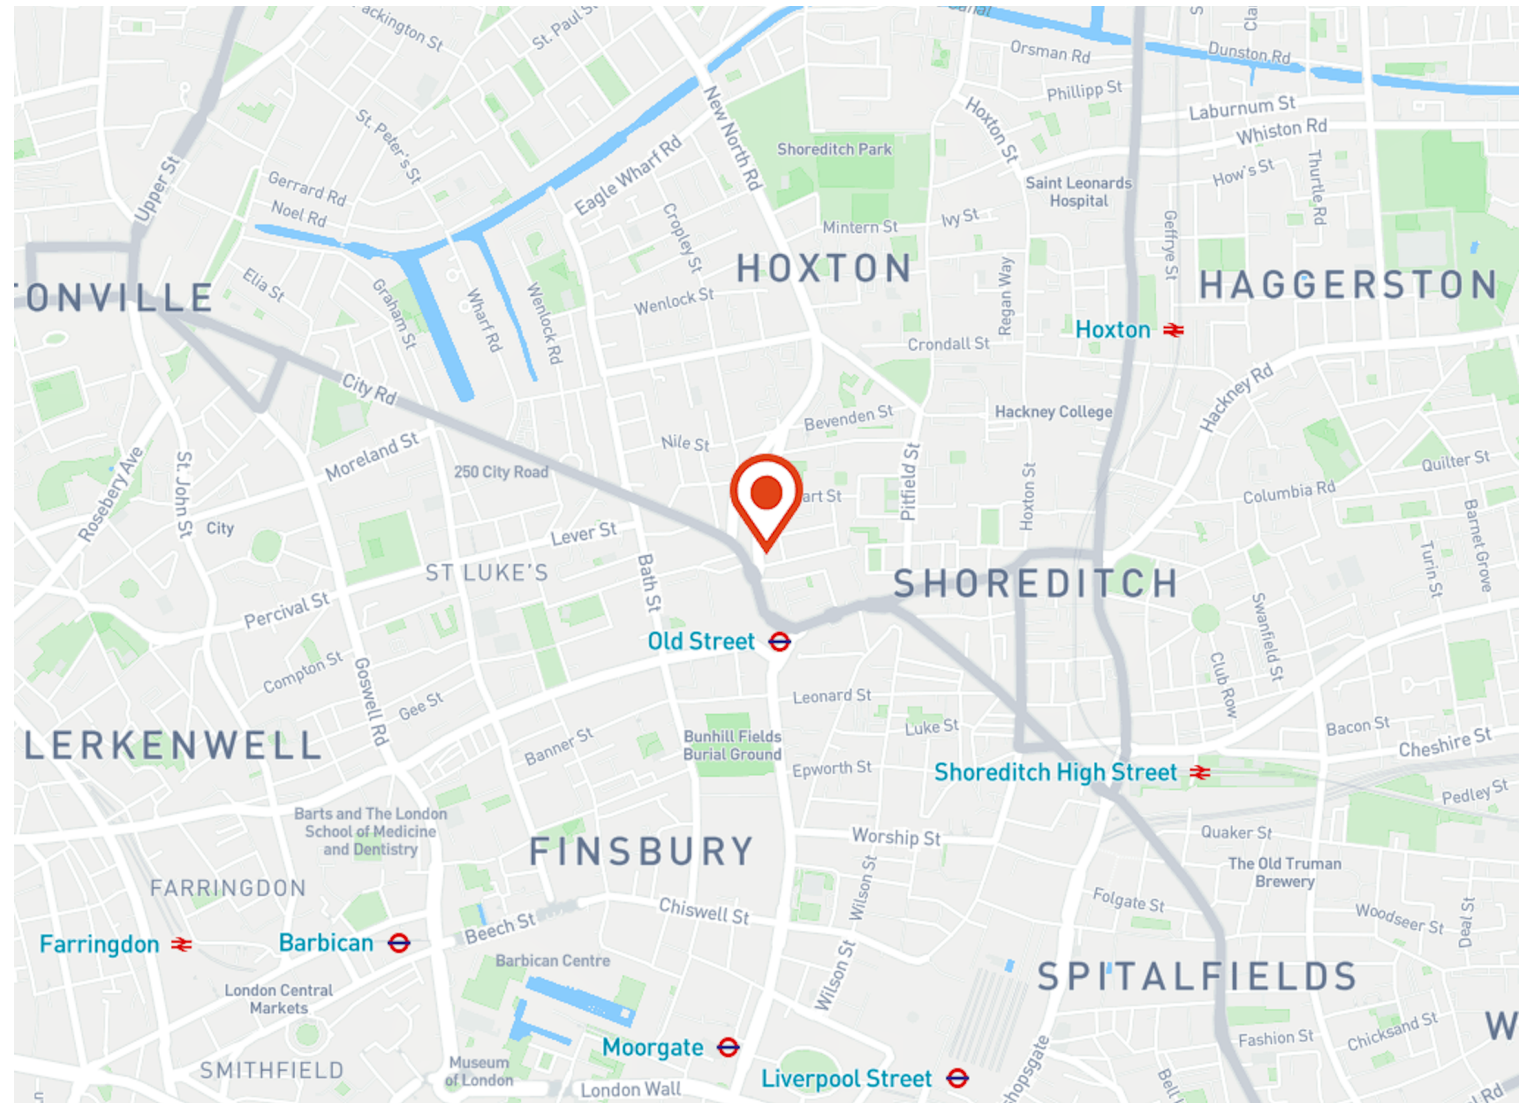 Packington St
St. Paul St
Canal
Orsman Rd
Dunston Rd
Phillipp St
New North Rd
Hoxton St
Laburnum St
Whiston Rd
St. Peter's St
Eagle Wharf Rd
Shoreditch Park
Upper St
Gerrard Rd
Noel Rd
Cropley St
Saint Leonards
Hospital
How's St
Thurtle Rd
Mintern St
Ivy St
Geffrye St
HOXTON
HAGGERSTON
Elia St
Graham St
Wharf Rd
Wenlock Rd
Wenlock St
Regan Way
TONVILLE
Hoxton
Crondall St
City Rd
Hackney Rd
Bevenden St
Hackney College
Moreland St
Nile St
250 City Road
Rosebery Ave
St. John St
Pitfield St
Hoxton St
Quilter St
Columbia Rd
art St
City
Lever St
Barnet Grove
Turin St
ST LUKE'S
Bath St
SHOREDITCH
Percival St
Swanfield St
Old Street
Compton St
Goswell Rd
Gee St
Leonard St
Club Row
Luke St
Bacon St
Cheshire St
LERKENWELL
Banner St
Bunhill Fields
Burial Ground
Epworth St
Shoreditch High Street
Pedley St
Barts and The London
School of Medicine
and Dentistry
FINSBURY
Worship St
Quaker St
The Old Truman
Brewery
FARRINGDON
Wilson St
Folgate St
Chiswell St
Woodseer St
Deal St
Farringdon
Barbican
Beech St
Barbican Centre
Wilson St
SPITALFIELDS
London Central
Markets
W
Moorgate
Fashion St
Chicksand St
SMITHFIELD
Museum
of London
London Wall
Liverpool Street
shopsgate
Bell
Rd